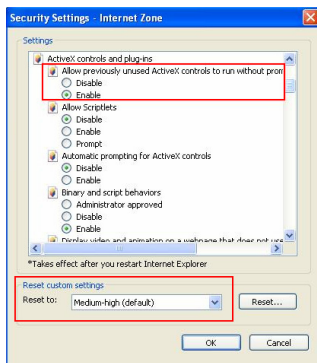 Security Settings - Internet Zone
Settings
ActiveX controls and plug-ins
Allow previously unused ActiveX controls to run without prom
Disable
Enable
Allow Scriptlets
Disable
Enable
Prompt
Automatic prompting for ActiveX controls
Disable
Enable
Binary and script behaviors
Administrator approved
Disable
Enable
Display video and animation on a webpage that does not use
*Takes effect after you restart Internet Explorer
Reset custom settings
Reset to: Medium-high (default) Reset...
OK Cancel